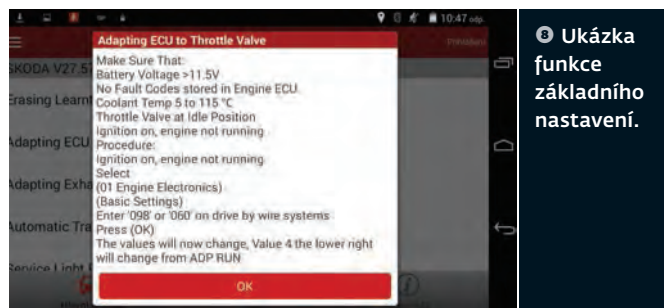 10:47 odp.
Adapting ECU to Throttle Valve
Přihlášení
SKODA V27.5
Make Sure That:
Battery Voltage >11.5V
No Fault Codes stored in Engine ECU
Erasing Learnt
Coolant Temp 5 to 115 °C
Throttle Valve at Idle Position
Ignition on, engine not running
Adapting ECU
Procedure:
Ignition on, engine not running
Select
Adapting Exha
(01 Engine Electronics)
(Basic Settings)
Enter '098' or '060' on drive by wire systems
Automatic Tra
Press (OK)
The values will now change, Value 4 the lower right
will change from ADP RUN
Service Light
OK
8 Ukázka
funkce
základního
nastavení.